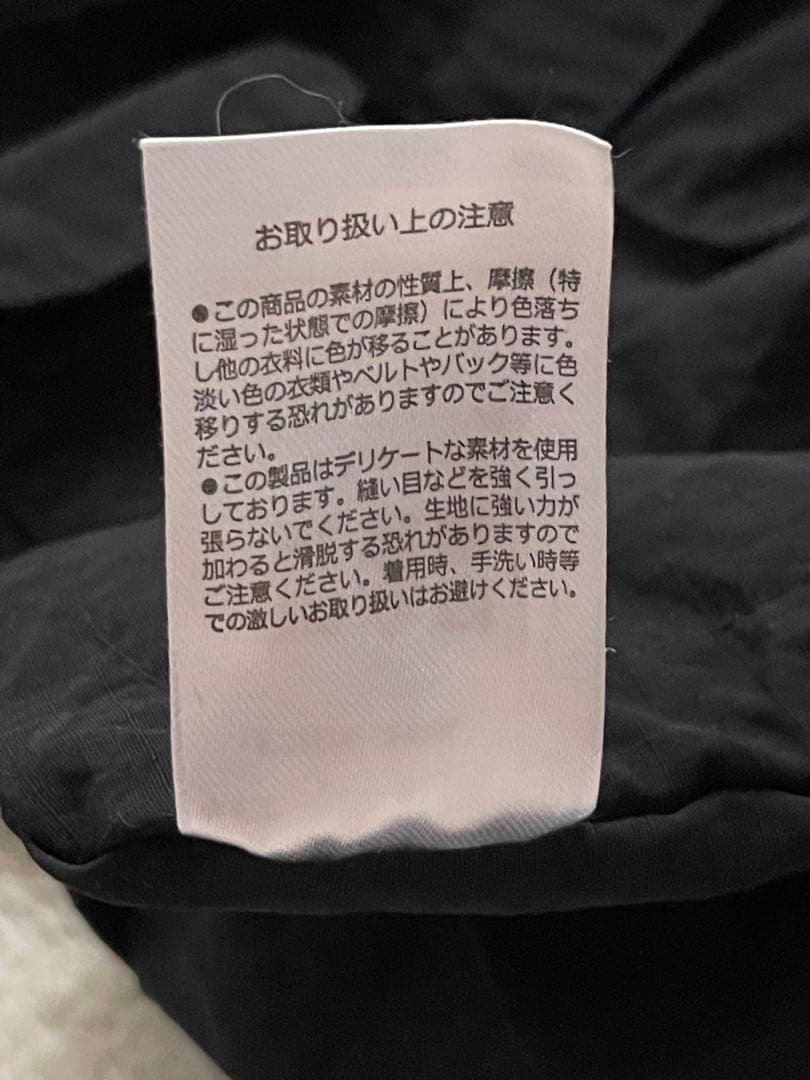 お取り扱い上の注意
●この商品の素材の性質上、摩擦（特
に湿った状態での摩擦）により色落ち
し他の衣料に色が移ることがあります。
淡い色の衣類やベルトやバック等に色
移りする恐れがありますのでご注意く
ださい。
●この製品はデリケートな素材を使用
しております。縫い目などを強く引っ
張らないでください。生地に強い力が
加わると滑脱する恐れがありますので
ご注意ください。着用時、手洗い時等
での激しいお取り扱いはお避けください。